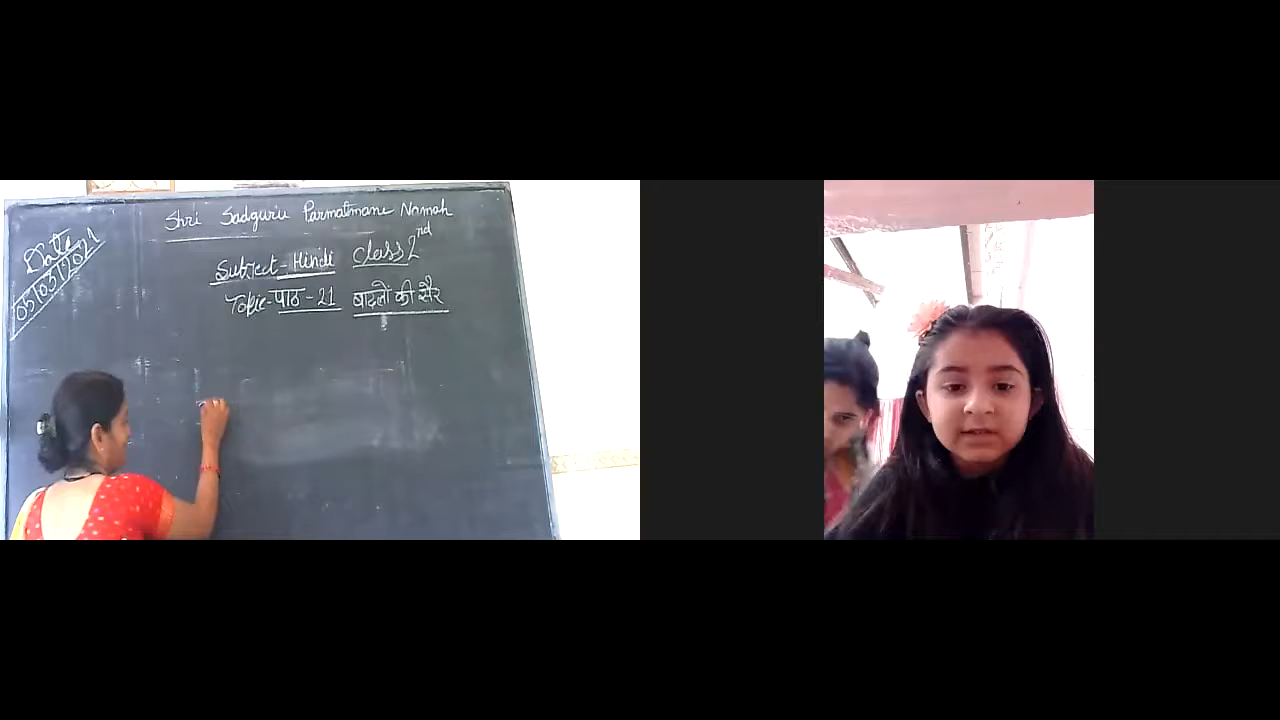 Shri Sadguru Parmatmane Namah
Date
05/03/2021
Subject - Hindi class 2nd
Topic - पाठ - 21 बादलों की सैर